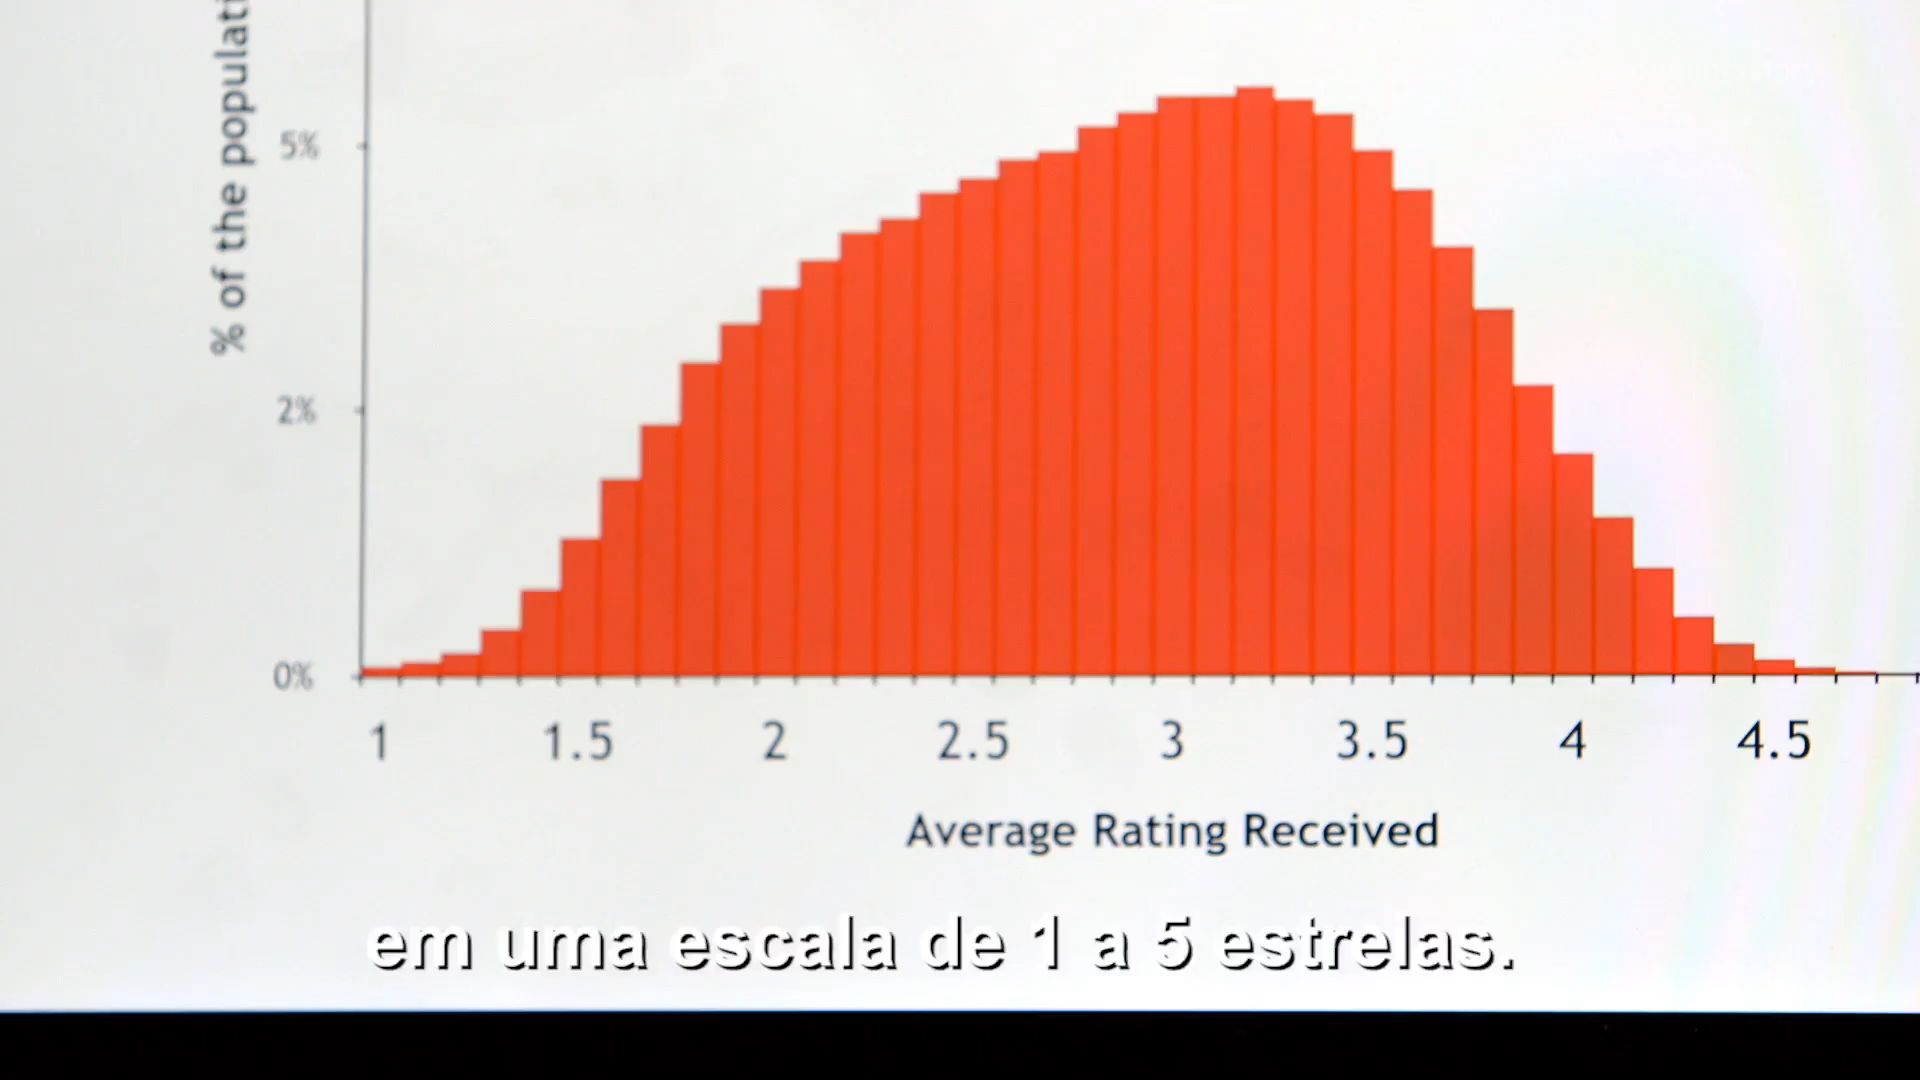 % of the populati
5%
2%
0%
1 1.5 2 2.5 3 3.5 4 4.5
Average Rating Received
em uma escala de 1 a 5 estrelas.